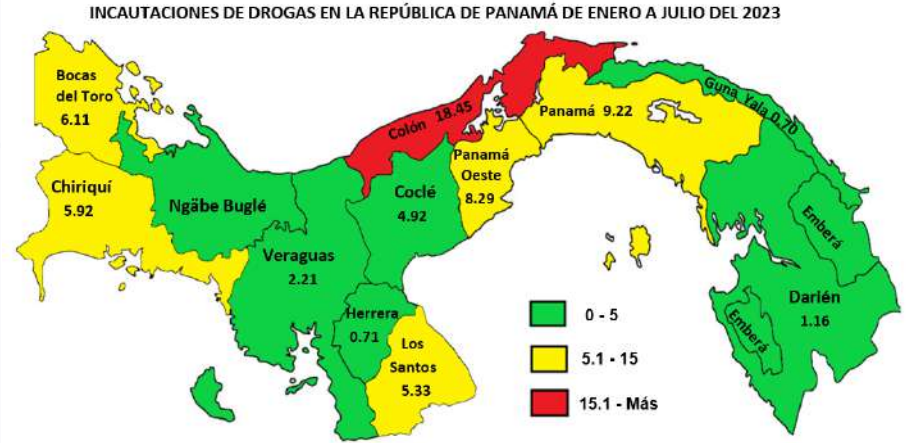 INCAUTACIONES DE DROGAS EN LA REPÚBLICA DE PANAMÁ DE ENERO A JULIO DEL 2023
Bocas
del Toro
6.11
Chiriquí
5.92
Ngäbe Buglé
Veraguas
2.21
Colón 18.45
Coclé
4.92
Panamá
Oeste
8.29
Panamá 9.22
Guna Yala 0.70
Emberá
Darién
1.16
Emberá
Herrera
0.71
Los
Santos
5.33
0 - 5
5.1 - 15
15.1 - Más